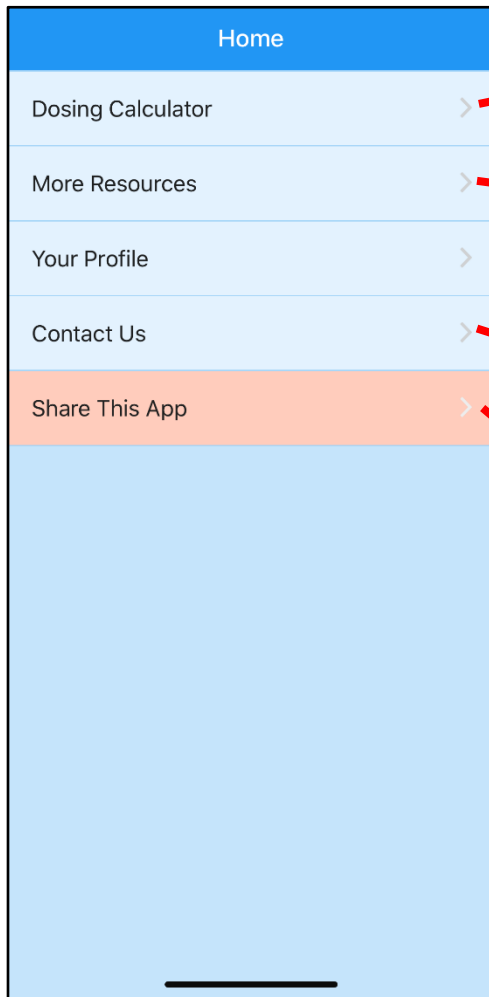 Home
Dosing Calculator
More Resources
Your Profile
Contact Us
Share This App